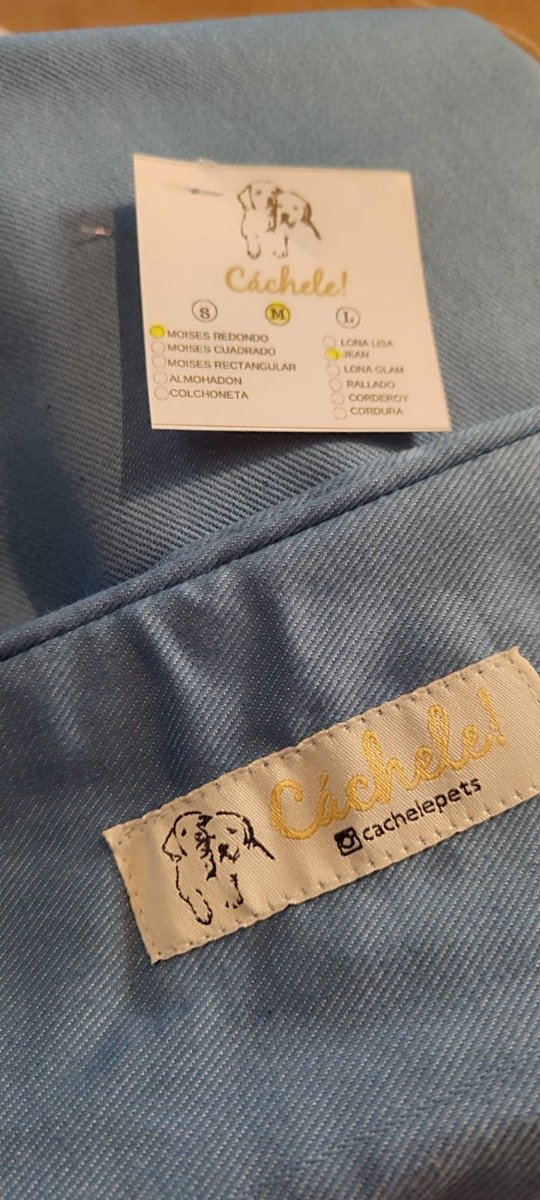 Cáchele!
S M L
MOISES REDONDO
MOISES CUADRADO
MOISES RECTANGULAR
ALMOHADON
COLCHONETA
LONA LISA
JEAN
LONA GLAM
RALLADO
CORDEROY
CORDURA
Cáchele!
cachelepets